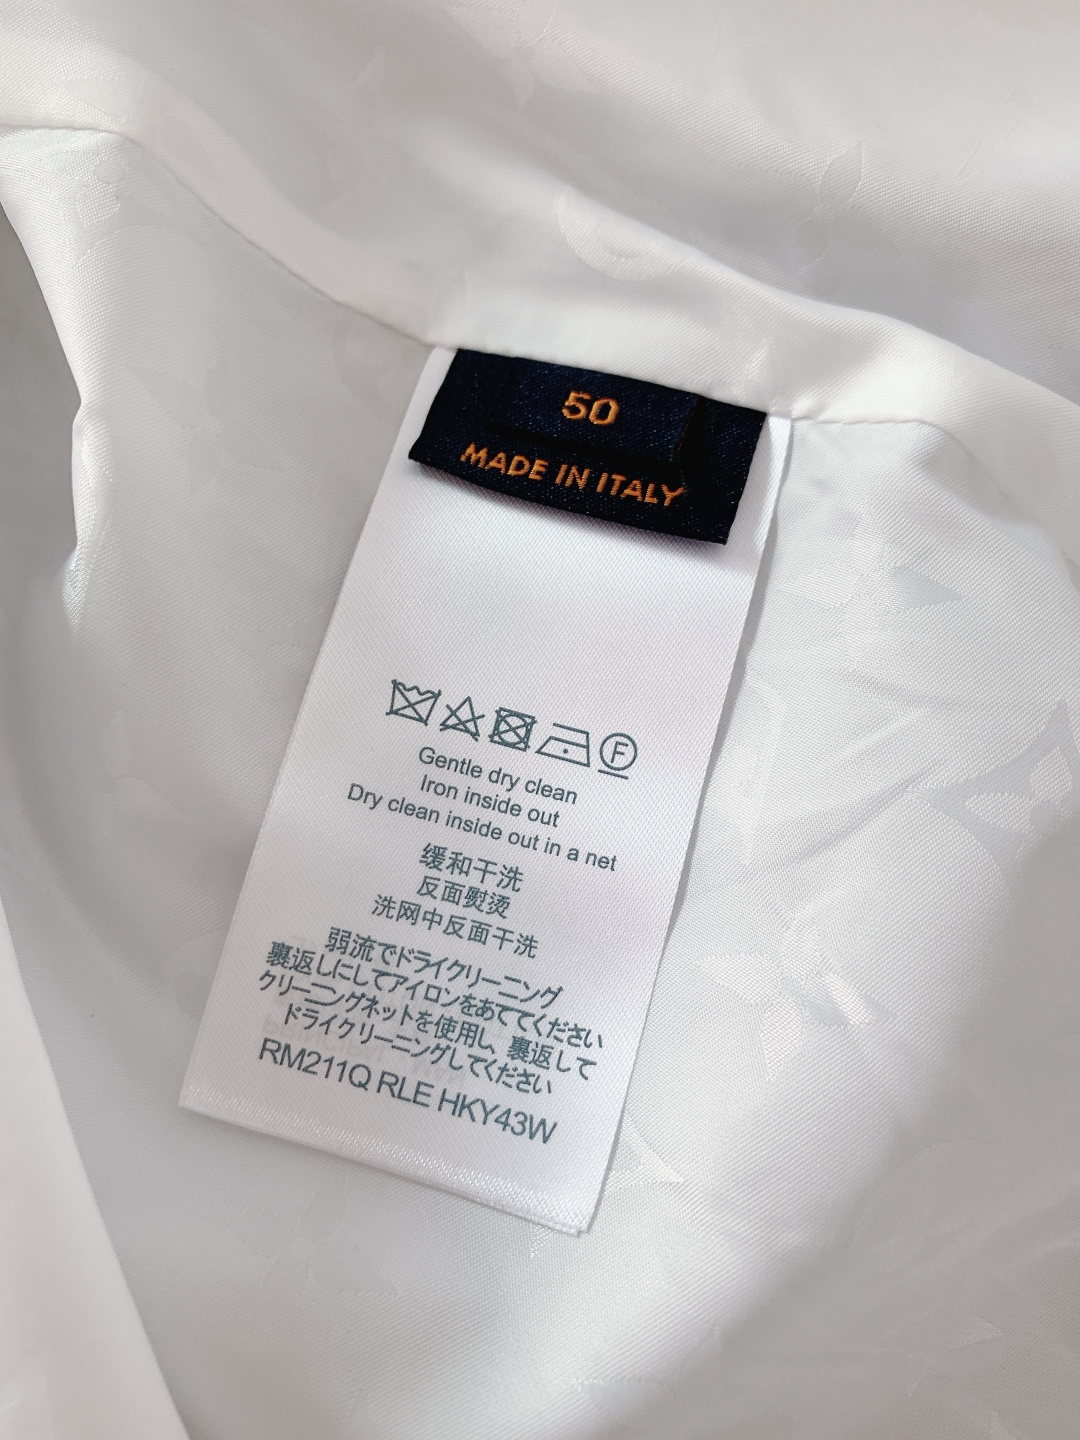 50
MADE IN ITALY
F
Gentle dry clean
Iron inside out
Dry clean inside out in a net
缓和干洗
反面熨烫
洗网中反面干洗
弱流でドライクリーニング
裏返しにしてアイロンをあててください
クリーニングネットを使用し、裏返して
ドライクリーニングしてください
RM211Q RLE HKY43W